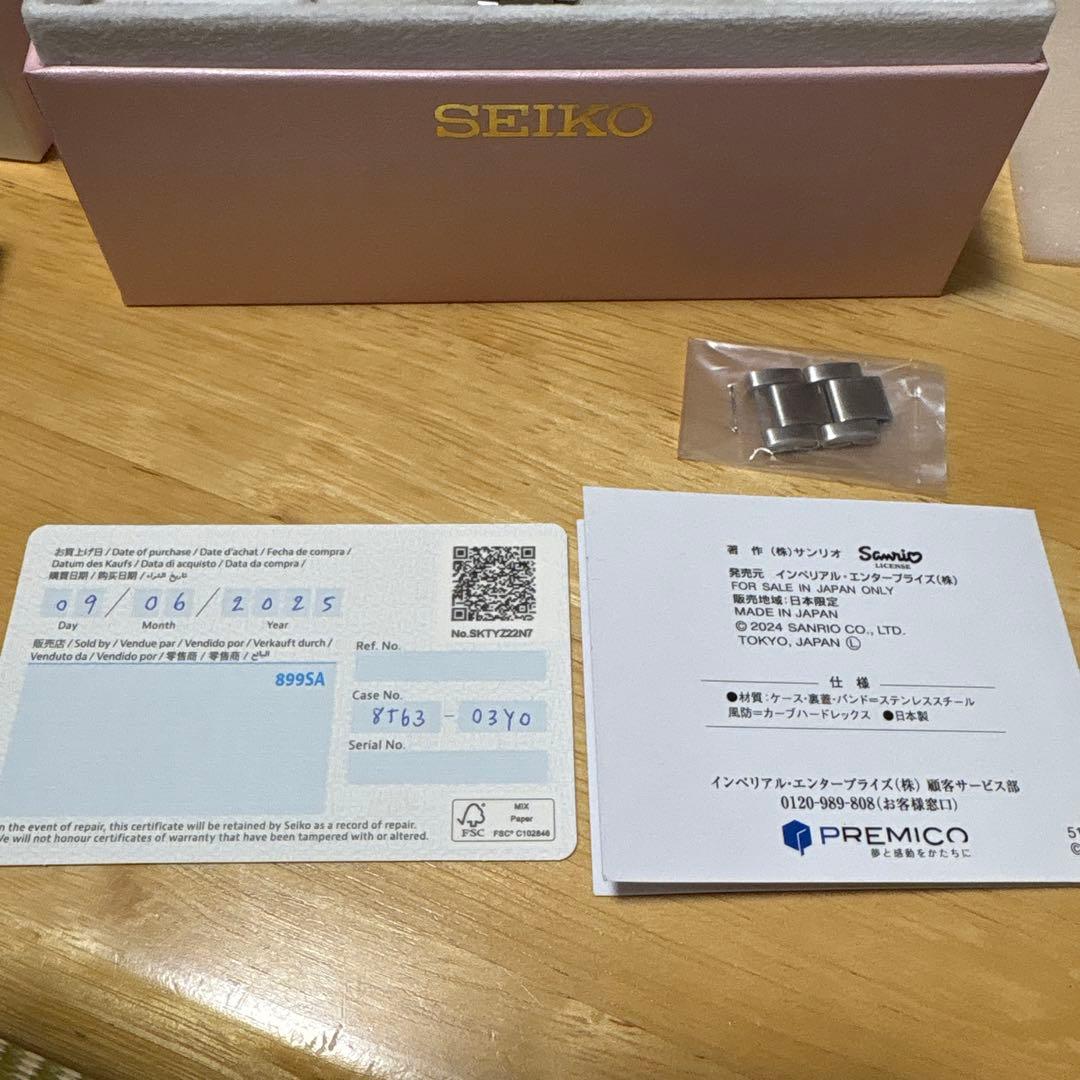 SEIKO
お買上げ日 / Date of purchase / Date d'achat / Fecha de compra /
Datum des Kaufs / Data di acquisto / Data da compra /
購買日期 / 购买日期 / تاريخ الشراء
09 / 06 / 2025
Day Month Year
No.SKTYZ22N7
販売店 / Sold by / Vendue par / Vendido por / Verkauft durch /
Venduto da / Vendido por / 零售商 / 零售商 /
899SA
Ref. No.
Case No.
8T63 - 03Y0
Serial No.
MIX
Paper
FSC
FSC® C102846
n the event of repair, this certificate will be retained by Seiko as a record of repair.
We will not honour certificates of warranty that have been tampered with or altered.
著 作 (株)サンリオ Sanrio
LICENSE
発売元 インペリアル・エンタープライズ(株)
FOR SALE IN JAPAN ONLY
販売地域:日本限定
MADE IN JAPAN
© 2024 SANRIO CO., LTD.
TOKYO, JAPAN Ⓛ
仕 様
●材質:ケース・裏蓋・バンド=ステンレススチール
風防=カーブハードレックス ●日本製
インペリアル・エンタープライズ(株) 顧客サービス部
0120-989-808(お客様窓口)
PREMICO
夢と感動をかたちに
51
©